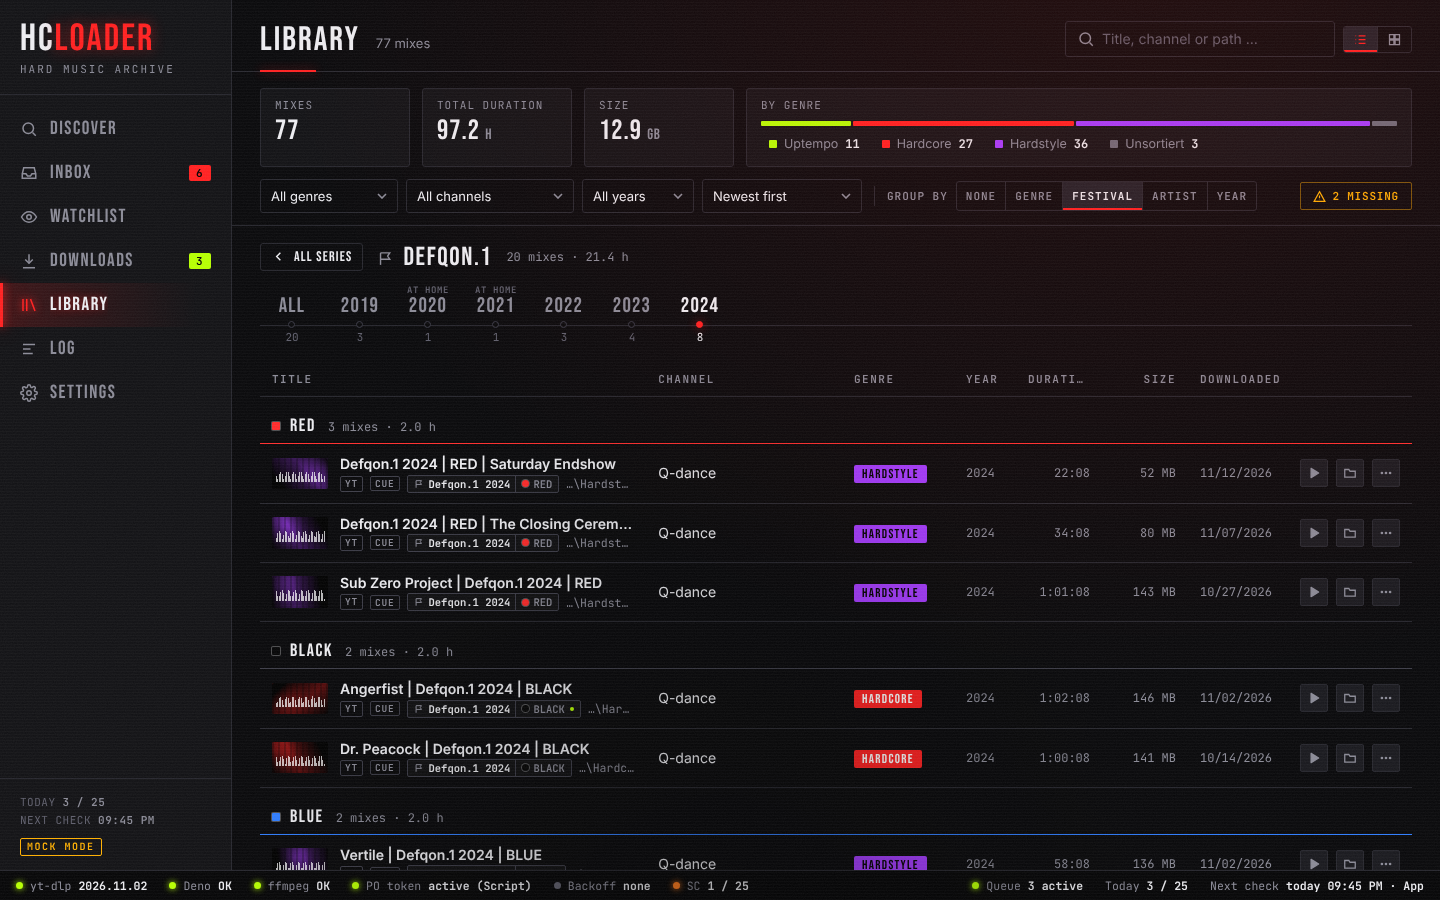 HCLOADER
HARD MUSIC ARCHIVE
DISCOVER
INBOX 6
WATCHLIST
DOWNLOADS 3
LIBRARY
LOG
SETTINGS
TODAY 3 / 25
NEXT CHECK 09:45 PM
MOCK MODE
LIBRARY 77 mixes
Title, channel or path ...
MIXES
77
TOTAL DURATION
97.2 H
SIZE
12.9 GB
BY GENRE
Uptempo 11 Hardcore 27 Hardstyle 36 Unsortiert 3
All genres All channels All years Newest first GROUP BY NONE GENRE FESTIVAL ARTIST YEAR 2 MISSING
ALL SERIES DEFQON.1 20 mixes · 21.4 h
AT HOME AT HOME
ALL 2019 2020 2021 2022 2023 2024
20 3 1 1 3 4 8
TITLE CHANNEL GENRE YEAR DURATI… SIZE DOWNLOADED
RED 3 mixes · 2.0 h
Defqon.1 2024 | RED | Saturday Endshow
YT CUE Defqon.1 2024 RED …\Hardst…
Q-dance HARDSTYLE 2024 22:08 52 MB 11/12/2026
Defqon.1 2024 | RED | The Closing Cerem…
YT CUE Defqon.1 2024 RED …\Hardst…
Q-dance HARDSTYLE 2024 34:08 80 MB 11/07/2026
Sub Zero Project | Defqon.1 2024 | RED
YT CUE Defqon.1 2024 RED …\Hardst…
Q-dance HARDSTYLE 2024 1:01:08 143 MB 10/27/2026
BLACK 2 mixes · 2.0 h
Angerfist | Defqon.1 2024 | BLACK
YT CUE Defqon.1 2024 BLACK …\Har…
Q-dance HARDCORE 2024 1:02:08 146 MB 11/02/2026
Dr. Peacock | Defqon.1 2024 | BLACK
YT CUE Defqon.1 2024 BLACK …\Hardc…
Q-dance HARDCORE 2024 1:00:08 141 MB 10/14/2026
BLUE 2 mixes · 2.0 h
Vertile | Defqon.1 2024 | BLUE
Q-dance HARDSTYLE 2024 58:08 136 MB 11/02/2026
yt-dlp 2026.11.02 Deno OK ffmpeg OK PO token active (Script) Backoff none SC 1 / 25 Queue 3 active Today 3 / 25 Next check today 09:45 PM · App